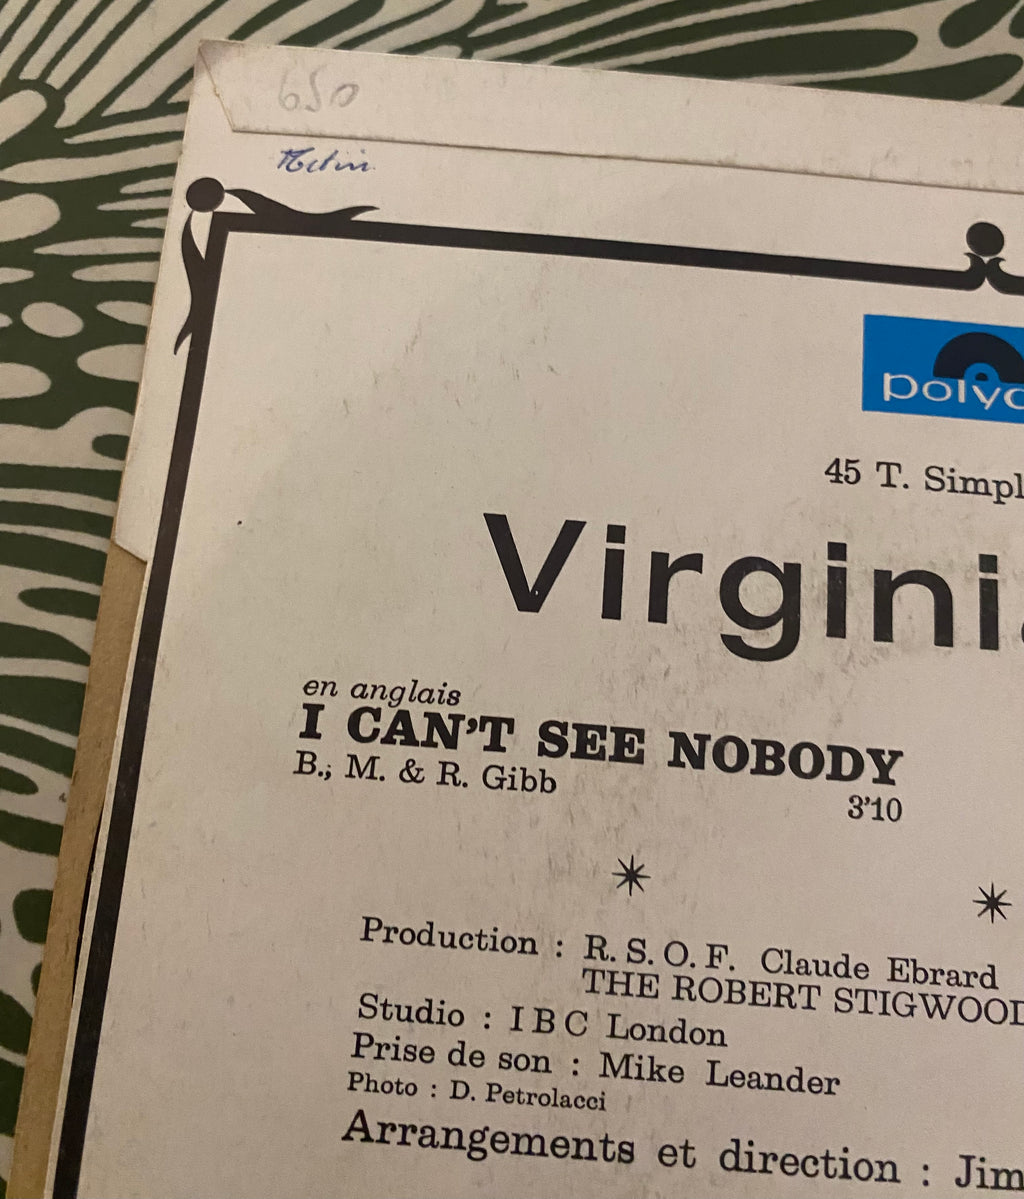 650
polyd
45 T. Simpl
Virginia
en anglais
I CAN'T SEE NOBODY
B.; M. & R. Gibb
3'10
Production : R. S. O. F. Claude Ebrard
THE ROBERT STIGWOOD
Studio : I B C London
Prise de son : Mike Leander
Photo : D. Petrolacci
Arrangements et direction : Jim